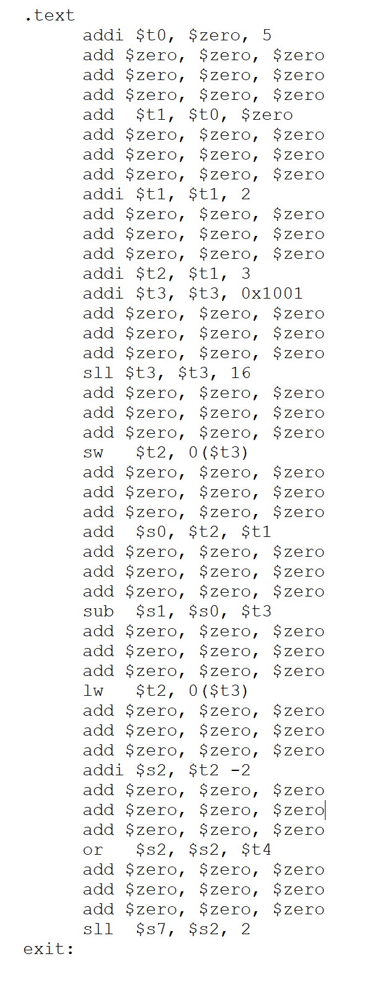 .text
addi $t0, $zero, 5
add $zero, $zero, $zero
add $zero, $zero, $zero
add $zero, $zero, $zero
add  $t1, $t0, $zero
add $zero, $zero, $zero
add $zero, $zero, $zero
add $zero, $zero, $zero
addi $t1, $t1, 2
add $zero, $zero, $zero
add $zero, $zero, $zero
add $zero, $zero, $zero
addi $t2, $t1, 3
addi $t3, $t3, 0x1001
add $zero, $zero, $zero
add $zero, $zero, $zero
add $zero, $zero, $zero
sll $t3, $t3, 16
add $zero, $zero, $zero
add $zero, $zero, $zero
add $zero, $zero, $zero
sw   $t2, 0($t3)
add $zero, $zero, $zero
add $zero, $zero, $zero
add $zero, $zero, $zero
add  $s0, $t2, $t1
add $zero, $zero, $zero
add $zero, $zero, $zero
add $zero, $zero, $zero
sub  $s1, $s0, $t3
add $zero, $zero, $zero
add $zero, $zero, $zero
add $zero, $zero, $zero
lw   $t2, 0($t3)
add $zero, $zero, $zero
add $zero, $zero, $zero
add $zero, $zero, $zero
addi $s2, $t2 -2
add $zero, $zero, $zero
add $zero, $zero, $zero
add $zero, $zero, $zero
or   $s2, $s2, $t4
add $zero, $zero, $zero
add $zero, $zero, $zero
add $zero, $zero, $zero
sll  $s7, $s2, 2
exit: